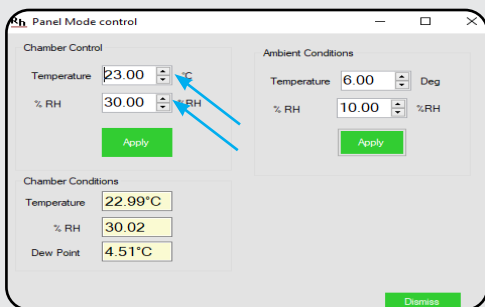 Rh Panel Mode control
Chamber Control
Temperature 23.00 °C
% RH 30.00 %RH
Apply
Ambient Conditions
Temperature 6.00 Deg
% RH 10.00 %RH
Apply
Chamber Conditions
Temperature 22.99°C
% RH 30.02
Dew Point 4.51°C
Dismiss